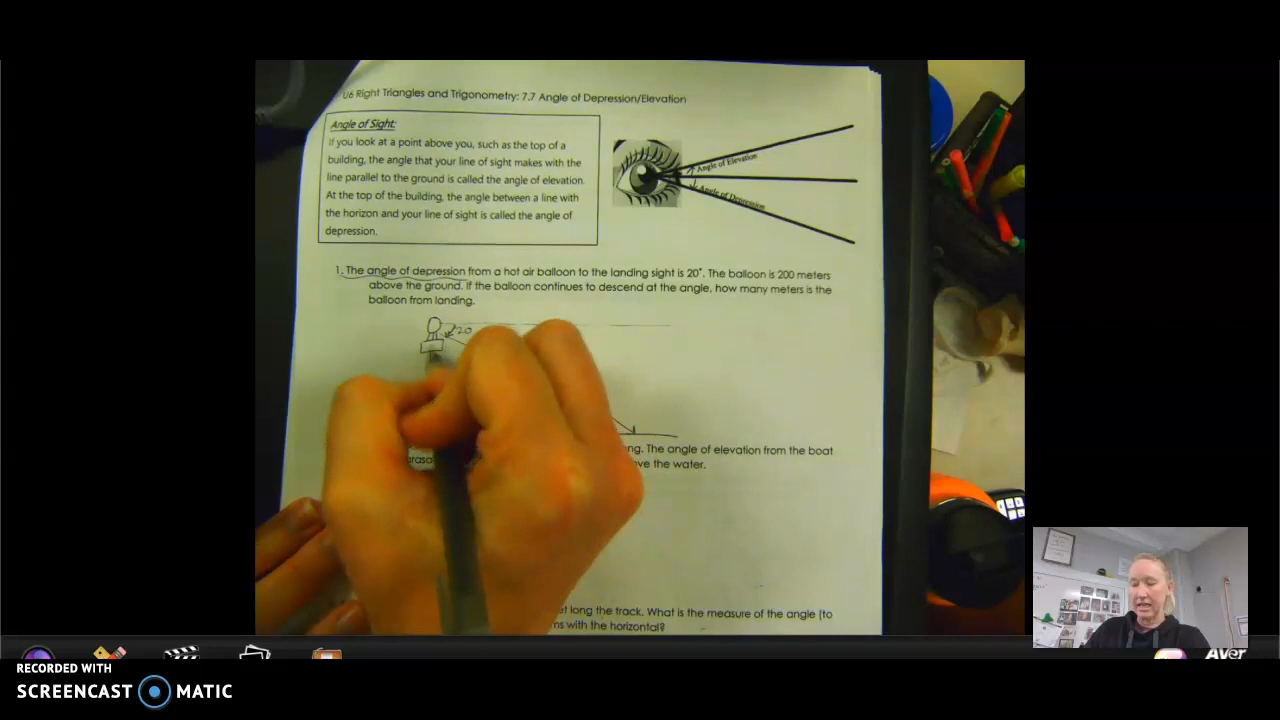 U6 Right Triangles and Trigonometry: 7.7 Angle of Depression/Elevation
Angle of Sight:
If you look at a point above you, such as the top of a
building, the angle that your line of sight makes with the
line parallel to the ground is called the angle of elevation.
At the top of the building, the angle between a line with
the horizon and your line of sight is called the angle of
depression.
Angle of Elevation
Angle of Depression
1. The angle of depression from a hot air balloon to the landing sight is 20°. The balloon is 200 meters
above the ground. If the balloon continues to descend at the angle, how many meters is the
balloon from landing.
20
The angle of elevation from the boat
the water.
long the track. What is the measure of the angle (to
with the horizontal?
RECORDED WITH
SCREENCAST MATIC
AVer